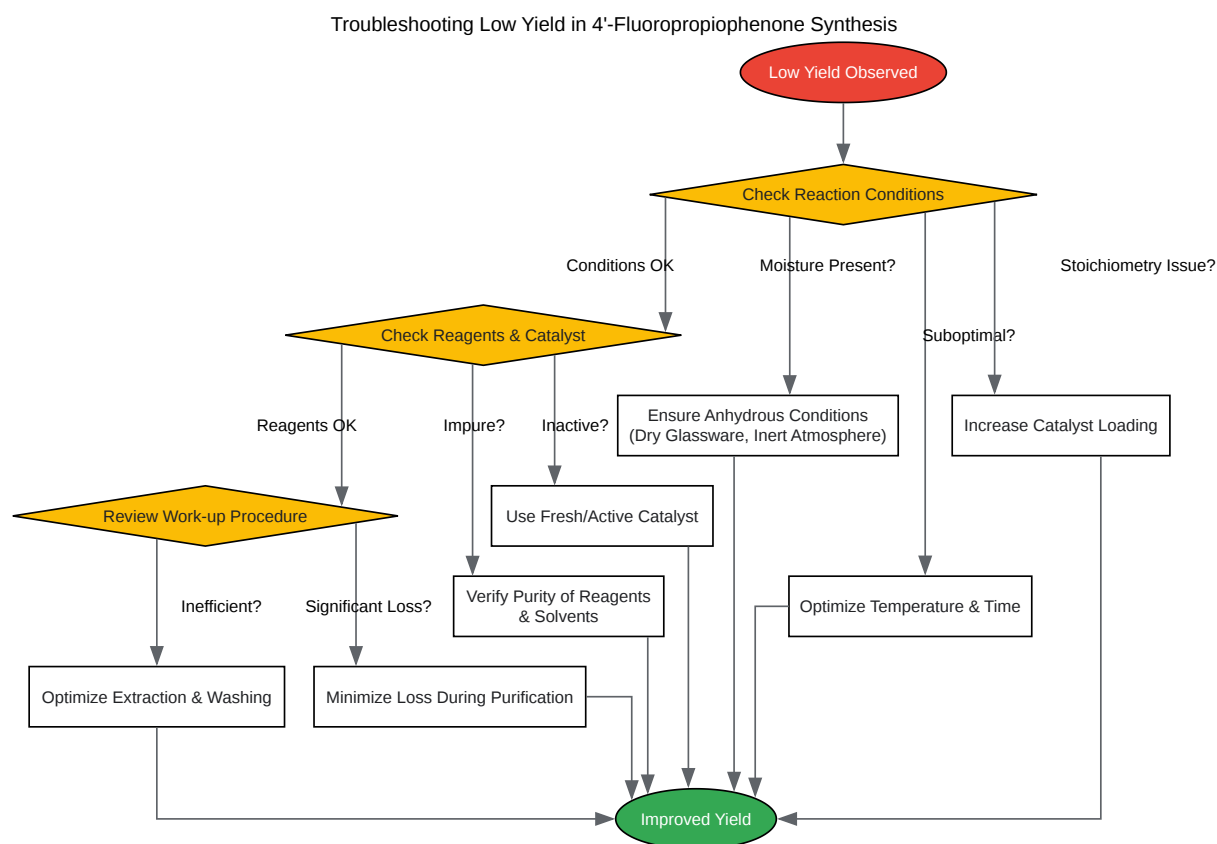 Troubleshooting Low Yield in 4'-Fluoropropiophenone Synthesis
Low Yield Observed
Check Reaction Conditions
Conditions OK
Moisture Present?
Stoichiometry Issue?
Check Reagents & Catalyst
Suboptimal?
Ensure Anhydrous Conditions
(Dry Glassware, Inert Atmosphere)
Increase Catalyst Loading
Reagents OK
Impure?
Inactive?
Review Work-up Procedure
Use Fresh/Active Catalyst
Inefficient?
Significant Loss?
Verify Purity of Reagents
& Solvents
Optimize Temperature & Time
Optimize Extraction & Washing
Minimize Loss During Purification
Improved Yield